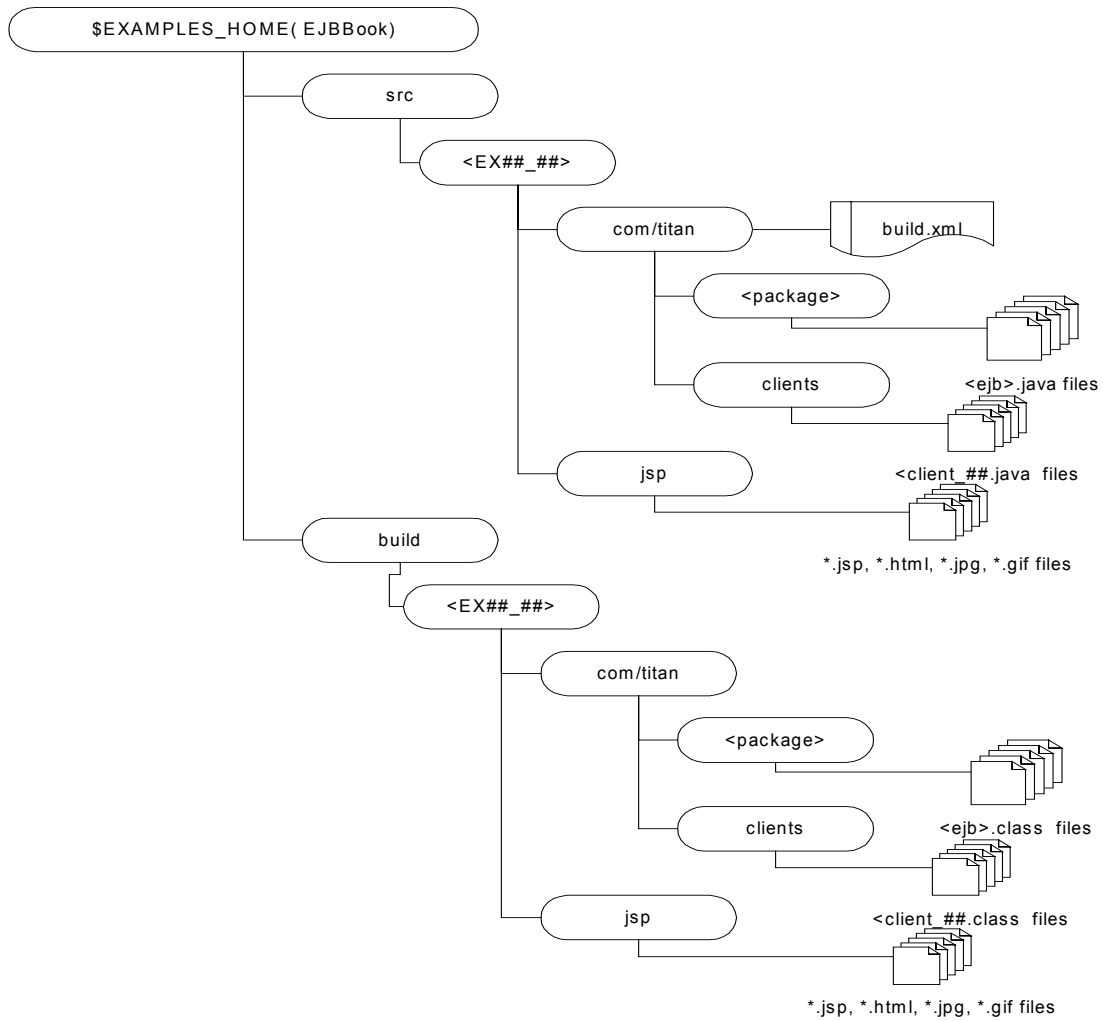 $EXAMPLES_HOME( EJBBook)
src
<EX##_##>
com/titan
build.xml
<package>
<ejb>.java files
clients
<client_##.java files
jsp
*.jsp, *.html, *.jpg, *.gif files
build
<EX##_##>
com/titan
<package>
<ejb>.class files
clients
<client_##.class files
jsp
*.jsp, *.html, *.jpg, *.gif files